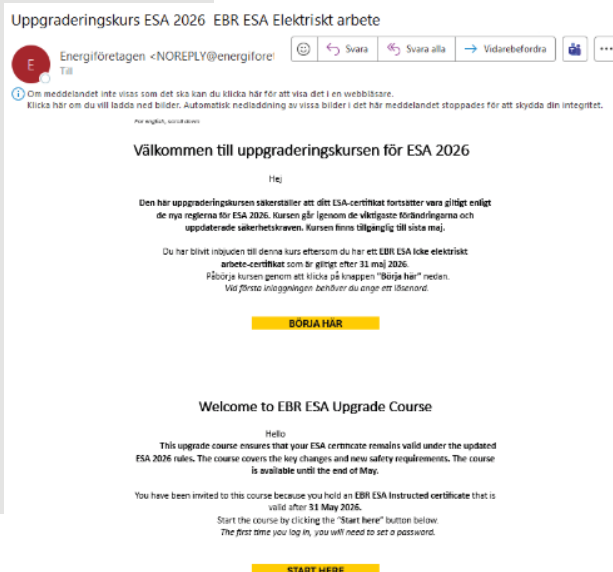 Uppgraderingskurs ESA 2026 EBR ESA Elektriskt arbete
E
Energiföretagen <NOREPLY@energiföret
Svara
Svara alla
Vidarebefordra
Till
Om meddelandet inte visas som det ska kan du klicka här för att visa det i en webbläsare.
Klicka här om du vill ladda ned bilder. Automatisk nedladdning av vissa bilder i det här meddelandet stoppades för att skydda din integritet.
For english, scroll down
Välkommen till uppgraderingskursen för ESA 2026
Hej
Den här uppgraderingskursen säkerställer att ditt ESA-certifikat fortsätter vara giltigt enligt
de nya reglerna för ESA 2026. Kursen går igenom de viktigaste förändringarna och
uppdaterade säkerhetskraven. Kursen finns tillgänglig till sista maj.
Du har blivit inbjuden till denna kurs eftersom du har ett EBR ESA Icke elektriskt
arbete-certifikat som är giltigt efter 31 maj 2026.
Påbörja kursen genom att klicka på knappen "Börja här" nedan.
Vid första inloggningen behöver du ange ett lösenord.
BÖRJA HÄR
Welcome to EBR ESA Upgrade Course
Hello
This upgrade course ensures that your ESA certificate remains valid under the updated
ESA 2026 rules. The course covers the key changes and new safety requirements. The course
is available until the end of May.
You have been invited to this course because you hold an EBR ESA Instructed certificate that is
valid after 31 May 2026.
Start the course by clicking the "Start here" button below.
The first time you log in, you will need to set a password.
START HERE